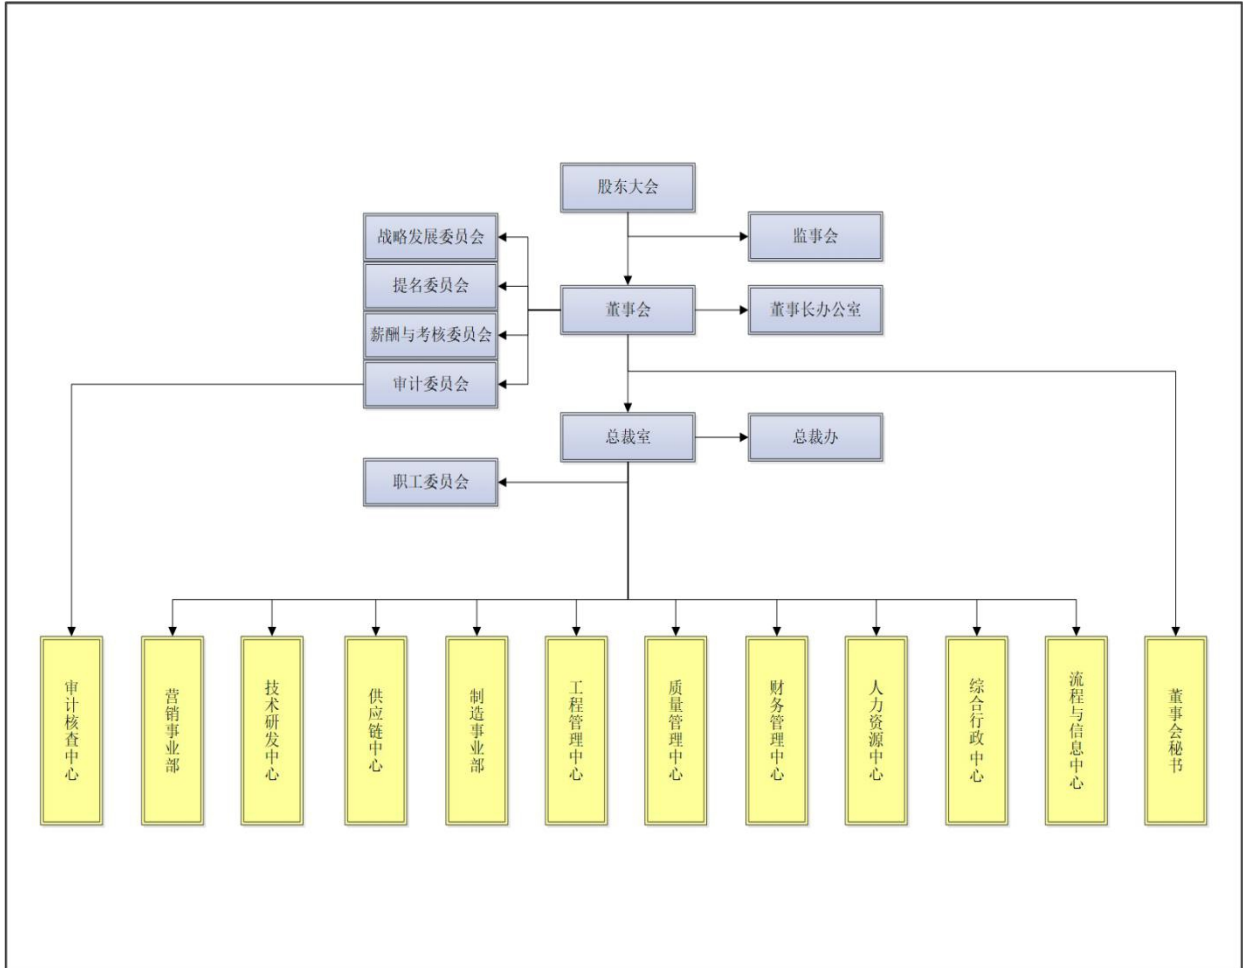 股东大会
战略发展委员会
监事会
提名委员会
董事会
董事长办公室
薪酬与考核委员会
审计委员会
总裁室
总裁办
职工委员会
审计核查中心
营销事业部
技术研发中心
供应链中心
制造事业部
工程管理中心
质量管理中心
财务管理中心
人力资源中心
综合行政 中心
流程与信息中心
董事会秘书